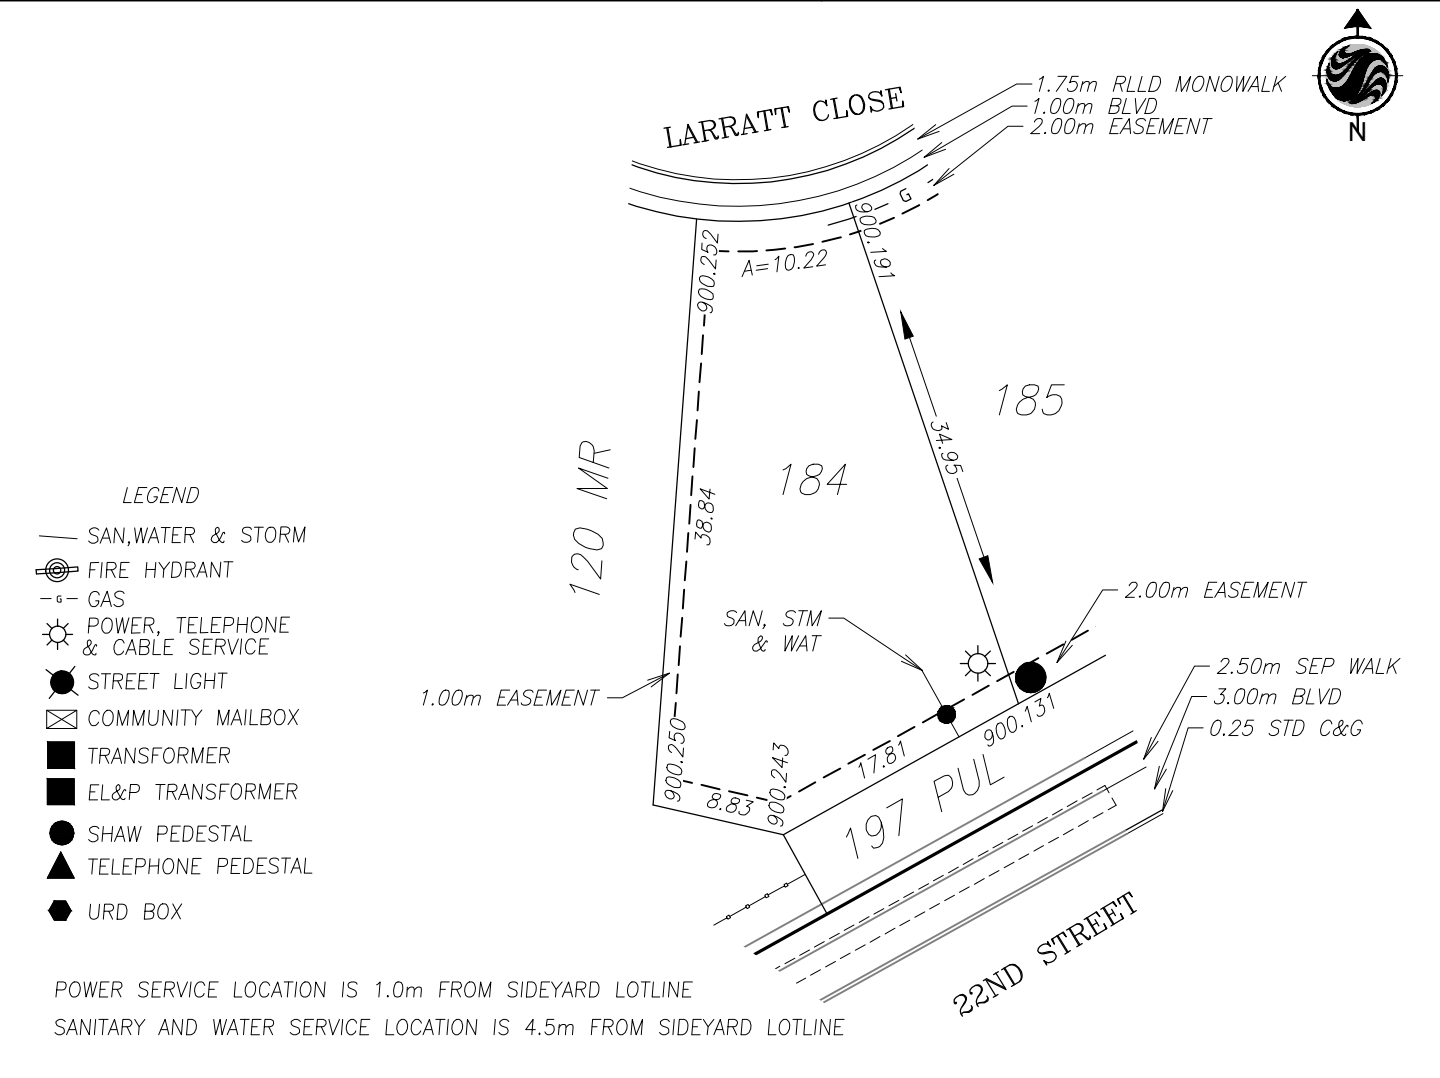 1.75m RLLD MONOWALK
LARRATT CLOSE
1.00m BLVD
2.00m EASEMENT
N
G
900.252
900.191
A=10.22
185
34.95
184
120 MR
38.84
LEGEND
SAN,WATER & STORM
FIRE HYDRANT
G GAS
POWER, TELEPHONE
& CABLE SERVICE
STREET LIGHT
COMMUNITY MAILBOX
TRANSFORMER
EL&P TRANSFORMER
SHAW PEDESTAL
TELEPHONE PEDESTAL
URD BOX
2.00m EASEMENT
SAN, STM
& WAT
1.00m EASEMENT
2.50m SEP WALK
3.00m BLVD
0.25 STD C&G
900.250
900.243
900.131
8.83
17.81
197 PUL
22ND STREET
POWER SERVICE LOCATION IS 1.0m FROM SIDEYARD LOTLINE
SANITARY AND WATER SERVICE LOCATION IS 4.5m FROM SIDEYARD LOTLINE